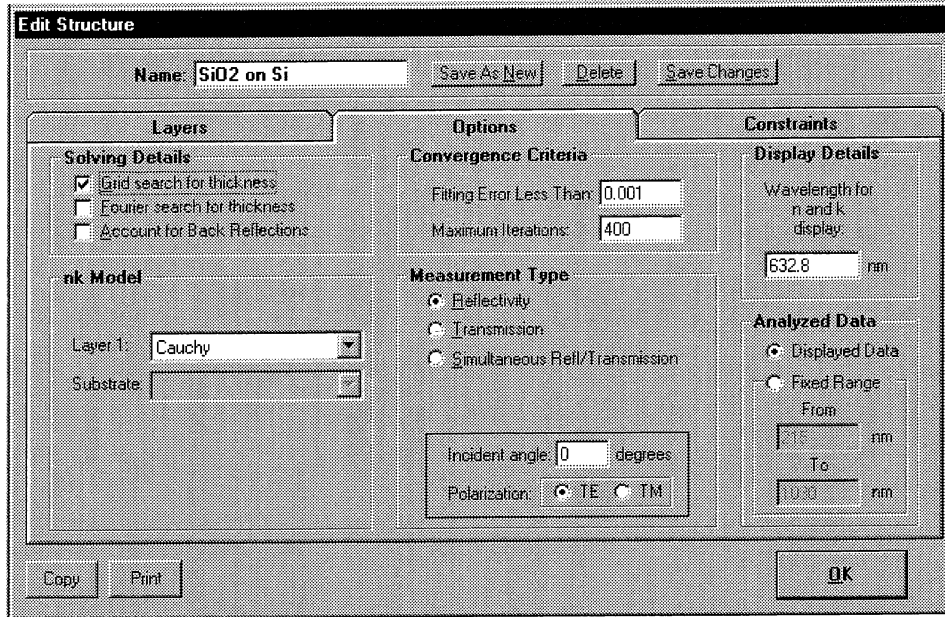 Edit Structure
Name: SiO2 on Si
Save As New
Delete
Save Changes
Layers
Options
Constraints
Solving Details
Grid search for thickness
Fourier search for thickness
Account for Back Reflections
nk Model
Layer 1: Cauchy
Substrate:
Convergence Criteria
Fitting Error Less Than: 0.001
Maximum Iterations: 400
Measurement Type
Reflectivity
Transmission
Simultaneous Refl/Transmission
Incident angle: 0 degrees
Polarization: TE TM
Display Details
Wavelength for
n and k
display:
632.8 nm
Analyzed Data
Displayed Data
Fixed Range
From
nm
To
nm
Copy
Print
OK